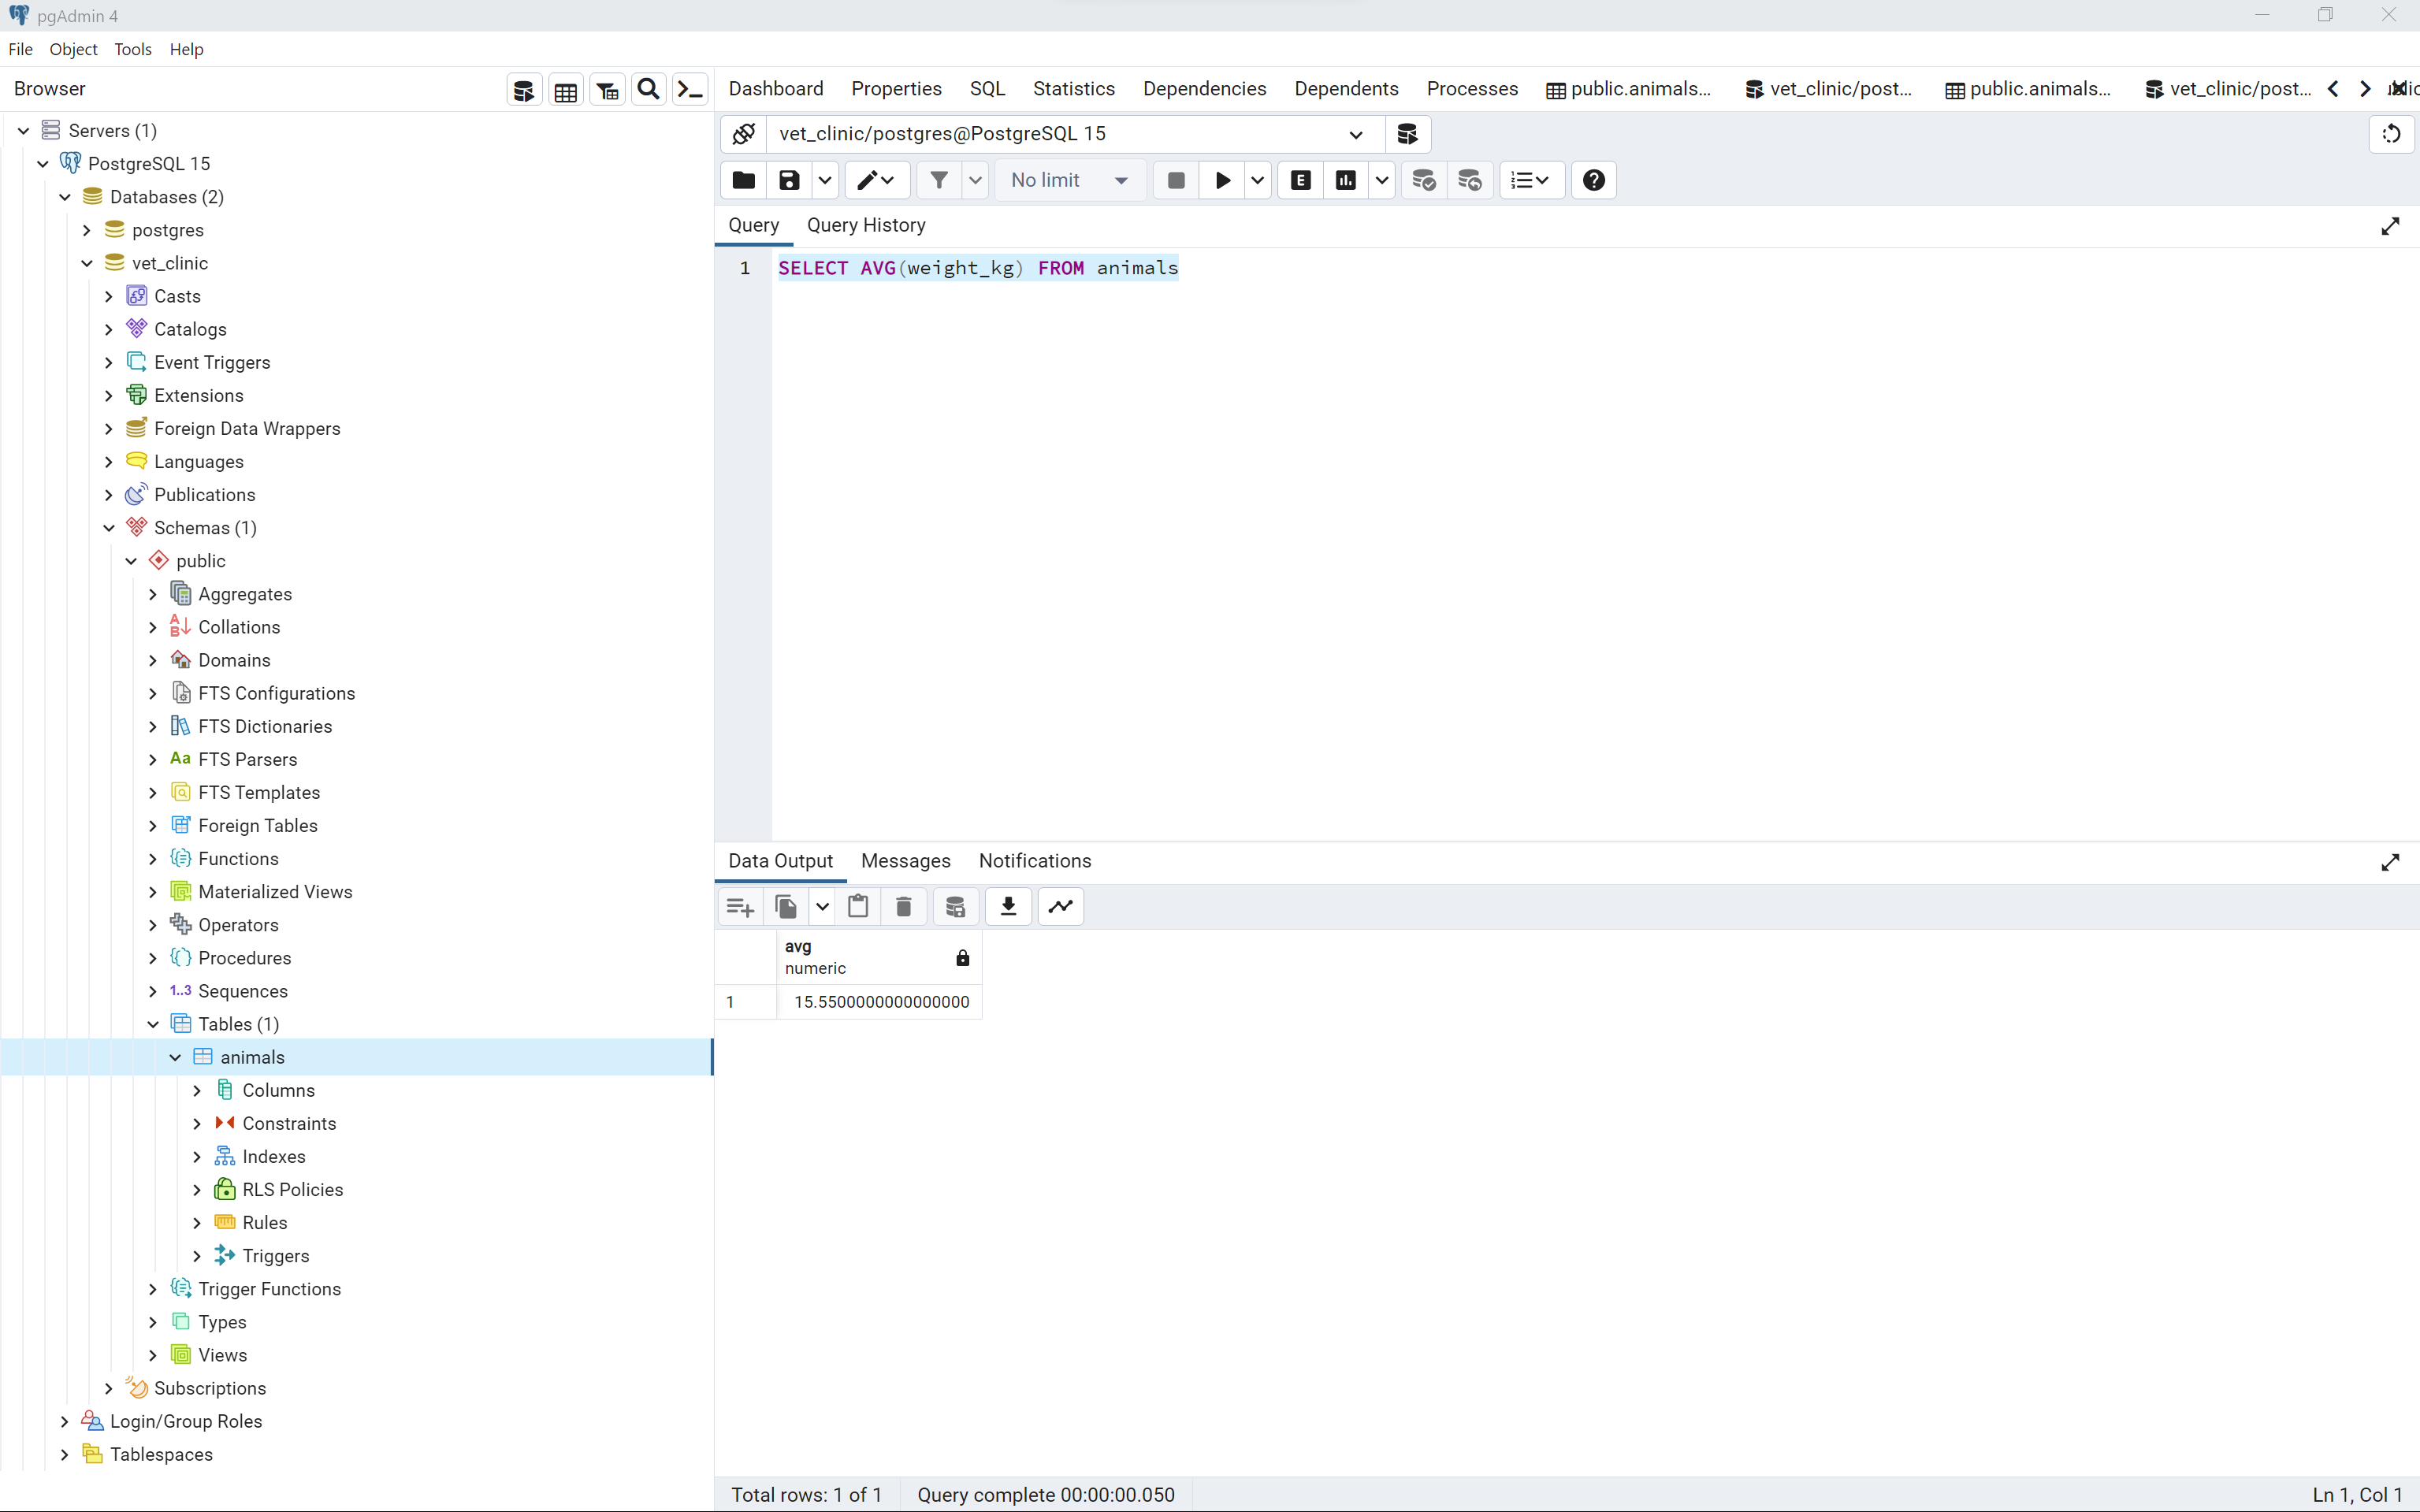 pgAdmin 4
File Object Tools Help
Browser
Dashboard Properties SQL Statistics Dependencies Dependents Processes public.animals... vet_clinic/post... public.animals... vet_clinic/post...
Servers (1)
PostgreSQL 15
Databases (2)
postgres
vet_clinic
Casts
Catalogs
Event Triggers
Extensions
Foreign Data Wrappers
Languages
Publications
Schemas (1)
public
Aggregates
Collations
Domains
FTS Configurations
FTS Dictionaries
Aa FTS Parsers
FTS Templates
Foreign Tables
Functions
Materialized Views
Operators
Procedures
1..3 Sequences
Tables (1)
animals
Columns
Constraints
Indexes
RLS Policies
Rules
Triggers
Trigger Functions
Types
Views
Subscriptions
Login/Group Roles
Tablespaces
vet_clinic/postgres@PostgreSQL 15
No limit
E
Query Query History
1 SELECT AVG(weight_kg) FROM animals
Data Output Messages Notifications
avg
numeric
1 15.5500000000000000
Total rows: 1 of 1 Query complete 00:00:00.050 Ln 1, Col 1